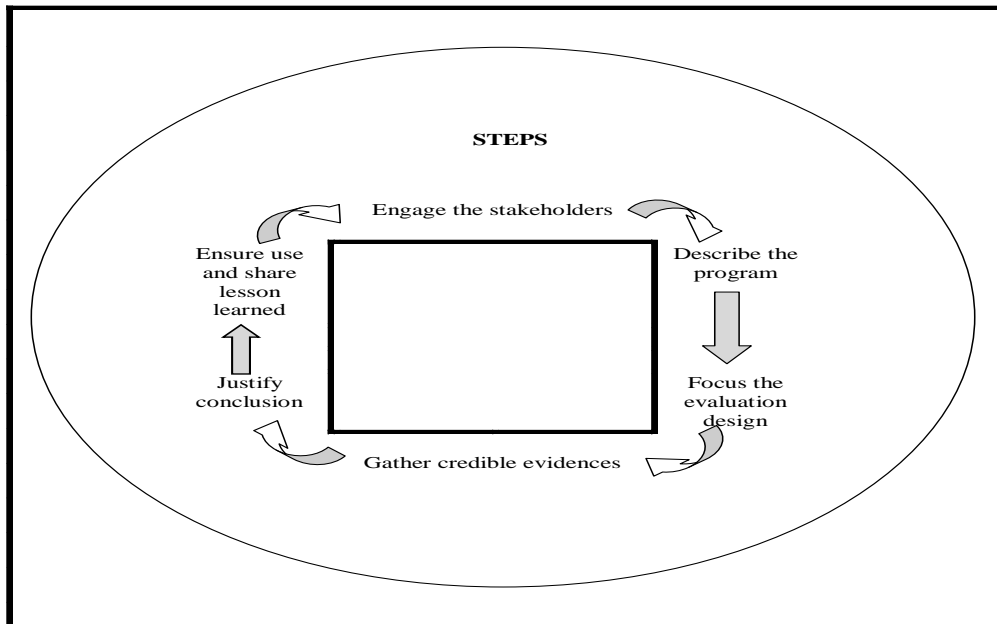 STEPS
Engage the stakeholders
Describe the
program
Focus the
evaluation
design
Gather credible evidences
Justify
conclusion
Ensure use
and share
lesson
learned